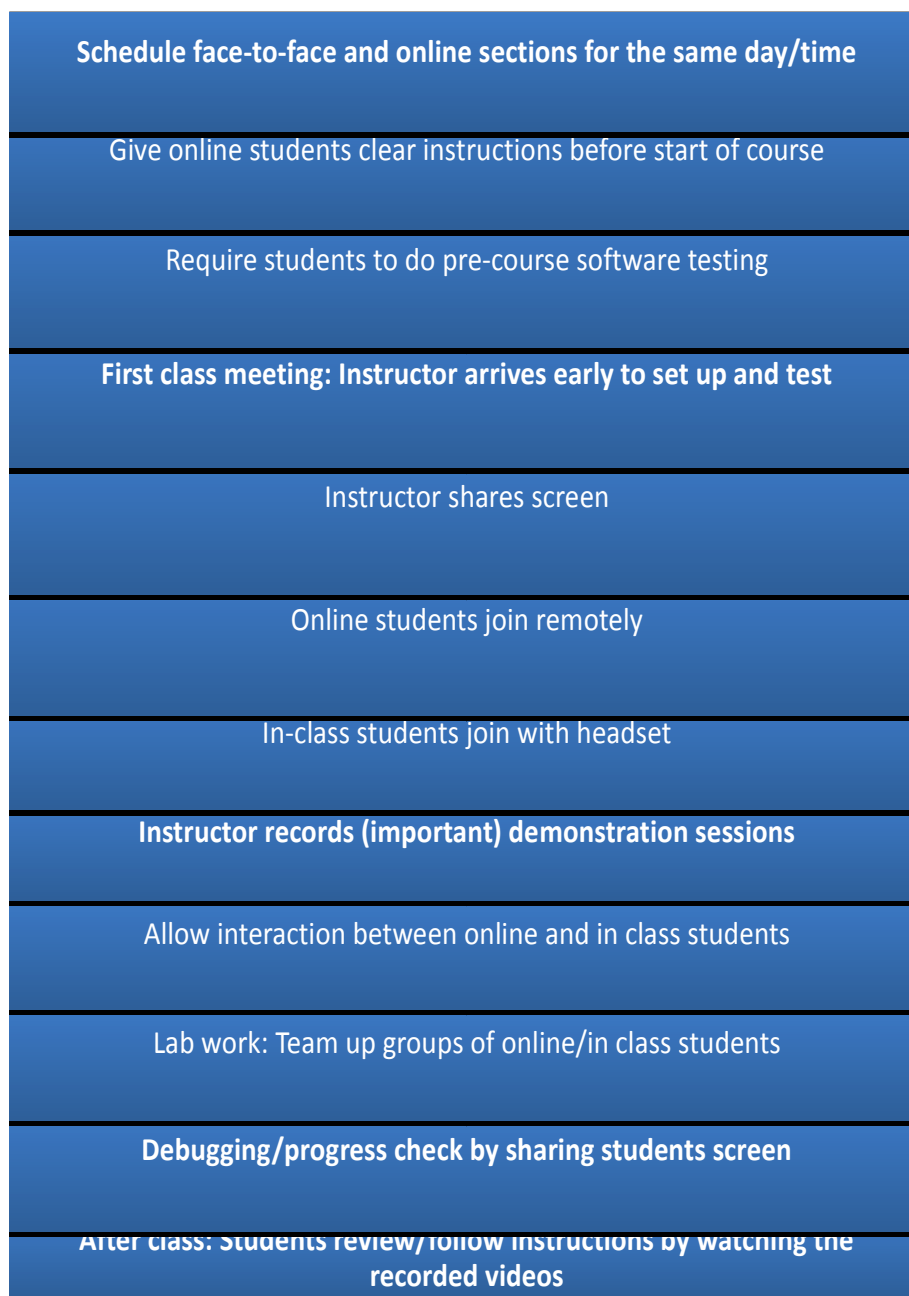 Schedule face-to-face and online sections for the same day/time
Give online students clear instructions before start of course
Require students to do pre-course software testing
First class meeting: Instructor arrives early to set up and test
Instructor shares screen
Online students join remotely
In-class students join with headset
Instructor records (important) demonstration sessions
Allow interaction between online and in class students
Lab work: Team up groups of online/in class students
Debugging/progress check by sharing students screen
After class: Students review/follow instructions by watching the
recorded videos